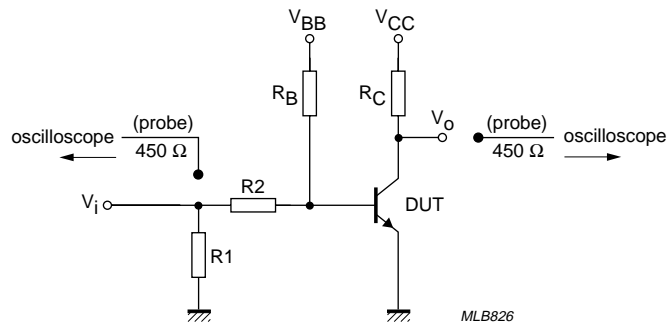 V_BB
V_CC
R_B
R_C
V_o
(probe)
450 Ω
oscilloscope
(probe)
450 Ω
oscilloscope
V_i
R2
DUT
R1
MLB826